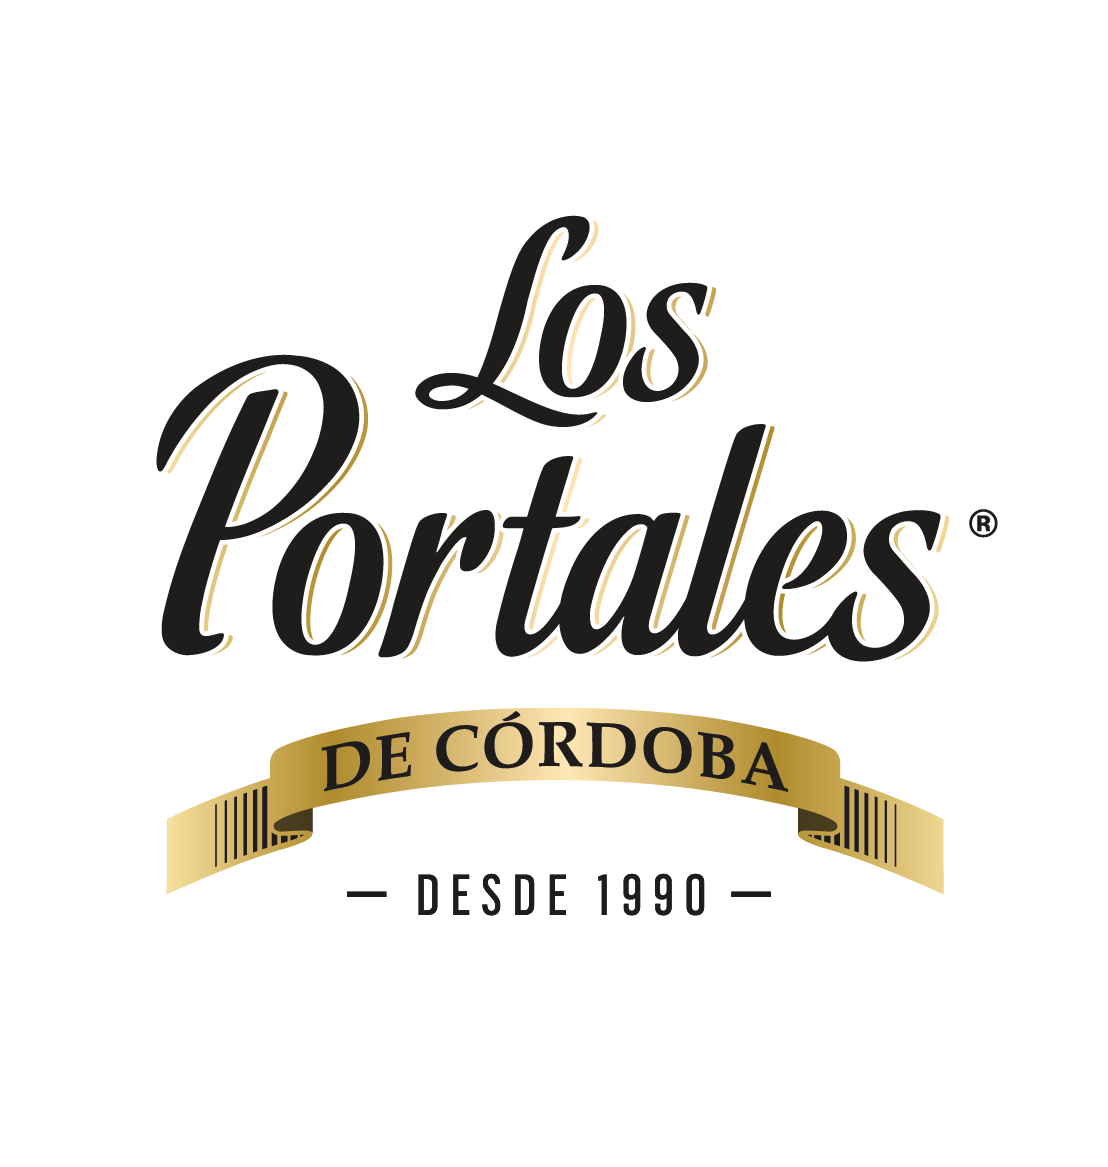 Los
Portales®
DE CÓRDOBA
— DESDE 1990 —